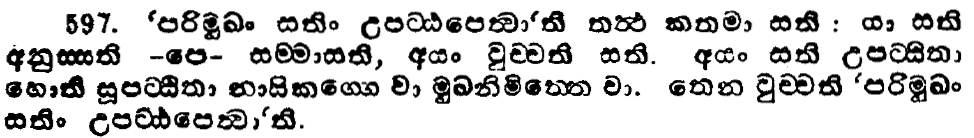 597. ‘පරිමුඛං සතිං උපට්ඨපෙත්වා‘ති තත්ථ කතමා සති : යා සති
අනුස්සති -පෙ- සම්මාසති, අයං වුච්චති සති. අයං සති උපට්ඨිතා
හොති සූපට්ඨිතා නාසිකග්ගෙ වා මුඛනිමිත්තෙ වා. තෙන වුච්චති ‘පරිමුඛං
සතිං උපට්ඨපෙත්වා‘ති.